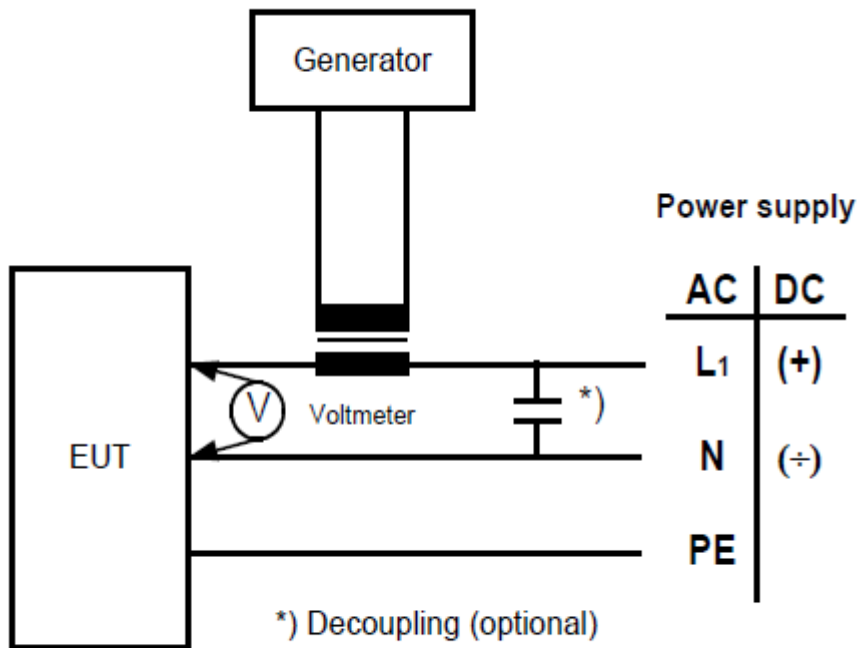 Generator
Power supply
AC DC
L1 (+)
V Voltmeter *)
EUT N (÷)
PE
*) Decoupling (optional)